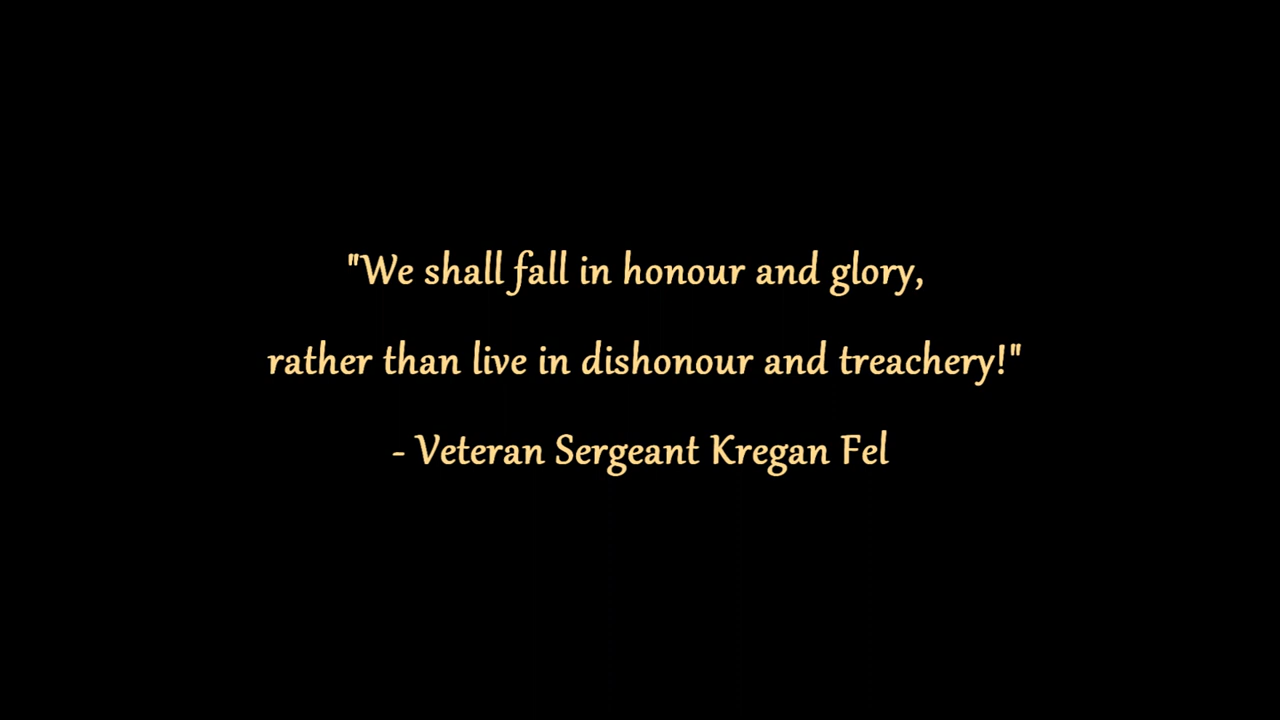 "We shall fall in honour and glory,
rather than live in dishonour and treachery!"
- Veteran Sergeant Kregan Fel